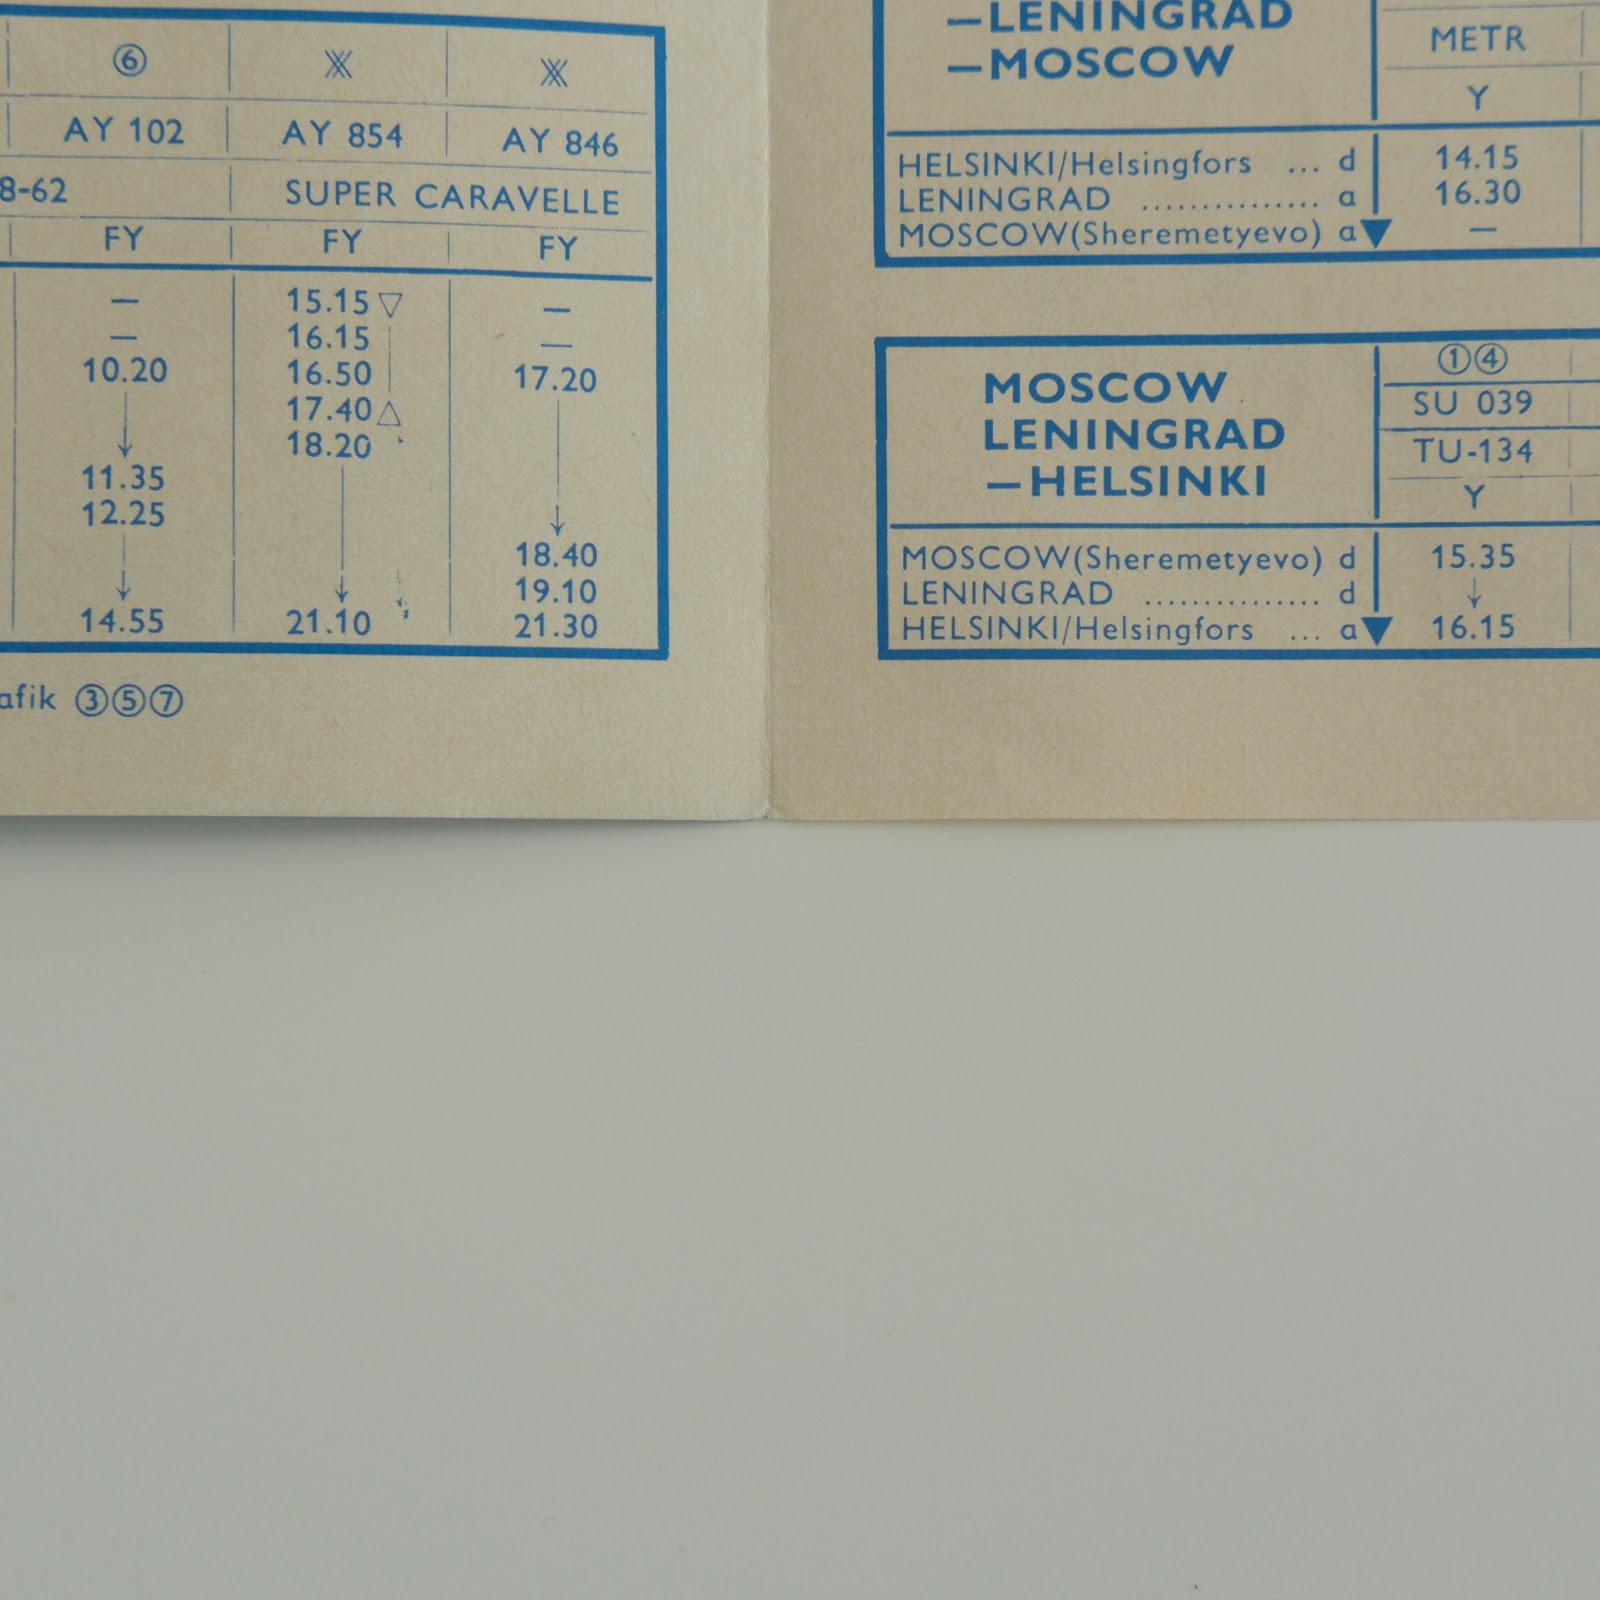 ⑥
AY 102 AY 854 AY 846
8-62 SUPER CARAVELLE
FY FY FY
— 15.15 ▽ —
— 16.15 —
10.20 16.50 17.20
17.40 △
18.20
11.35
12.25
18.40
19.10
14.55 21.10 21.30
afik ③⑤⑦
—LENINGRAD
—MOSCOW
METR
Y
HELSINKI/Helsingfors ... d 14.15
LENINGRAD ............... a 16.30
MOSCOW(Sheremetyevo) a —
MOSCOW
LENINGRAD
—HELSINKI
①④
SU 039
TU-134
Y
MOSCOW(Sheremetyevo) d 15.35
LENINGRAD ............... d ↓
HELSINKI/Helsingfors ... a 16.15